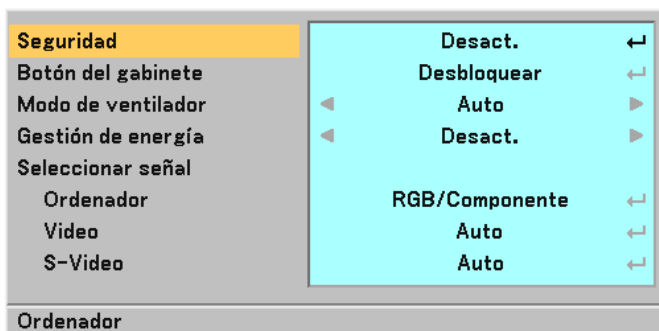 Seguridad Desact.
Botón del gabinete Desbloquear
Modo de ventilador Auto
Gestión de energía Desact.
Seleccionar señal
Ordenador RGB/Componente
Video Auto
S-Video Auto
Ordenador